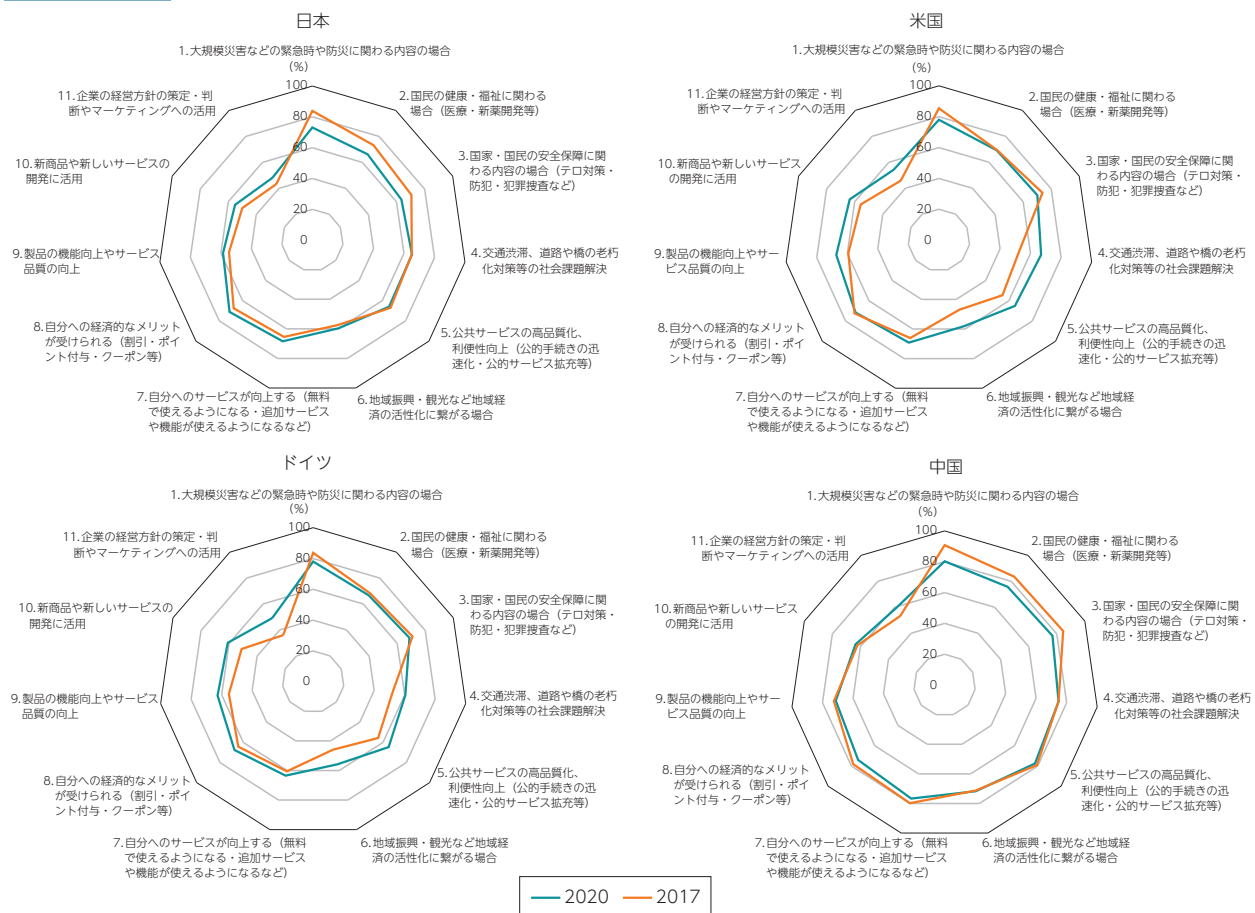 日本
1.大規模災害などの緊急時や防災に関わる内容の場合
(%)
100
80
60
40
20
0
2.国民の健康・福祉に関わる
場合（医療・新薬開発等）
3.国家・国民の安全保障に関
わる内容の場合（テロ対策・
防犯・犯罪捜査など）
4.交通渋滞、道路や橋の老朽
化対策等の社会課題解決
5.公共サービスの高品質化、
利便性向上（公的手続きの迅
速化・公的サービス拡充等）
6.地域振興・観光など地域経
済の活性化に繋がる場合
7.自分へのサービスが向上する（無料
で使えるようになる・追加サービス
や機能が使えるようになるなど）
8.自分への経済的なメリット
が受けられる（割引・ポイ
ント付与・クーポン等）
9.製品の機能向上やサービス
品質の向上
10.新商品や新しいサービスの
開発に活用
11.企業の経営方針の策定・判
断やマーケティングへの活用
米国
1.大規模災害などの緊急時や防災に関わる内容の場合
(%)
100
80
60
40
20
0
2.国民の健康・福祉に関わる
場合（医療・新薬開発等）
3.国家・国民の安全保障に関
わる内容の場合（テロ対策・
防犯・犯罪捜査など）
4.交通渋滞、道路や橋の老朽
化対策等の社会課題解決
5.公共サービスの高品質化、
利便性向上（公的手続きの迅
速化・公的サービス拡充等）
6.地域振興・観光など地域経
済の活性化に繋がる場合
7.自分へのサービスが向上する（無料
で使えるようになる・追加サービス
や機能が使えるようになるなど）
8.自分への経済的なメリット
が受けられる（割引・ポイ
ント付与・クーポン等）
9.製品の機能向上やサー
ビス品質の向上
10.新商品や新しいサービス
の開発に活用
11.企業の経営方針の策定・判
断やマーケティングへの活用
ドイツ
1.大規模災害などの緊急時や防災に関わる内容の場合
(%)
100
80
60
40
20
0
2.国民の健康・福祉に関わる
場合（医療・新薬開発等）
3.国家・国民の安全保障に関
わる内容の場合（テロ対策・
防犯・犯罪捜査など）
4.交通渋滞、道路や橋の老朽
化対策等の社会課題解決
5.公共サービスの高品質化、
利便性向上（公的手続きの迅
速化・公的サービス拡充等）
6.地域振興・観光など地域経
済の活性化に繋がる場合
7.自分へのサービスが向上する（無料
で使えるようになる・追加サービス
や機能が使えるようになるなど）
8.自分への経済的なメリット
が受けられる（割引・ポイ
ント付与・クーポン等）
9.製品の機能向上やサービス
品質の向上
10.新商品や新しいサービスの
開発に活用
11.企業の経営方針の策定・判
断やマーケティングへの活用
中国
1.大規模災害などの緊急時や防災に関わる内容の場合
(%)
100
80
60
40
20
0
2.国民の健康・福祉に関わる
場合（医療・新薬開発等）
3.国家・国民の安全保障に関
わる内容の場合（テロ対策・
防犯・犯罪捜査など）
4.交通渋滞、道路や橋の老朽
化対策等の社会課題解決
5.公共サービスの高品質化、
利便性向上（公的手続きの迅
速化・公的サービス拡充等）
6.地域振興・観光など地域経
済の活性化に繋がる場合
7.自分へのサービスが向上する（無料
で使えるようになる・追加サービス
や機能が使えるようになるなど）
8.自分への経済的なメリット
が受けられる（割引・ポイ
ント付与・クーポン等）
9.製品の機能向上やサー
ビス品質の向上
10.新商品や新しいサービス
の開発に活用
11.企業の経営方針の策定・判
断やマーケティングへの活用
2020 2017